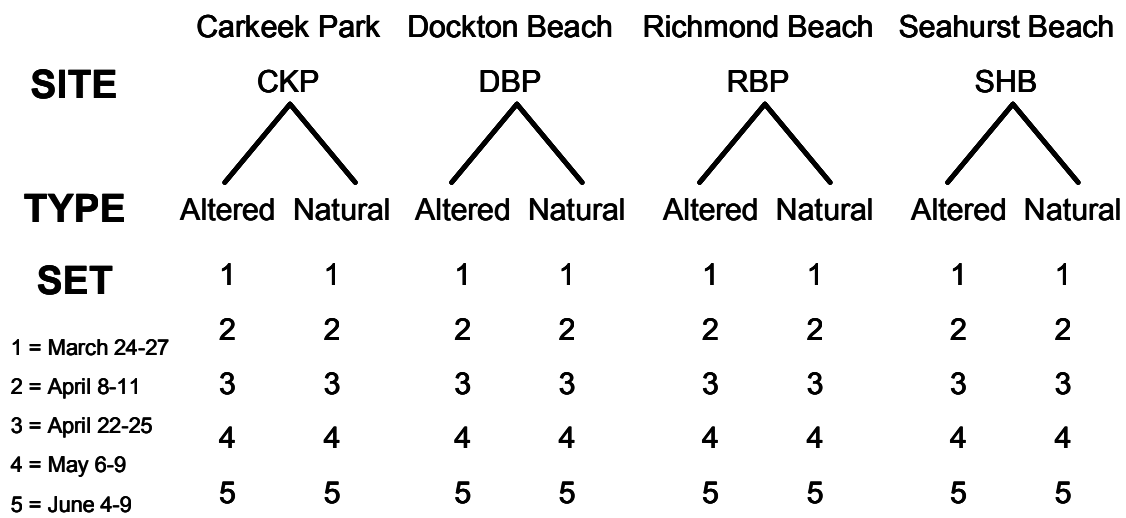 Carkeek Park Dockton Beach Richmond Beach Seahurst Beach
SITE CKP DBP RBP SHB
TYPE Altered Natural Altered Natural Altered Natural Altered Natural
SET 1 1 1 1 1 1 1 1
2 2 2 2 2 2 2 2
1 = March 24-27
2 = April 8-11 3 3 3 3 3 3 3 3
3 = April 22-25
4 4 4 4 4 4 4 4
4 = May 6-9
5 = June 4-9 5 5 5 5 5 5 5 5